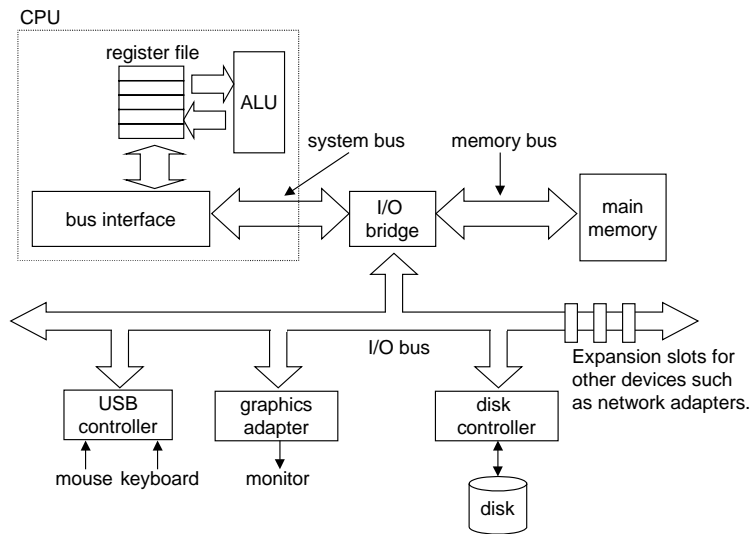 CPU
register file
ALU
system bus
memory bus
bus interface
I/O
bridge
main
memory
I/O bus
Expansion slots for
other devices such
as network adapters.
USB
controller
graphics
adapter
disk
controller
mouse
keyboard
monitor
disk